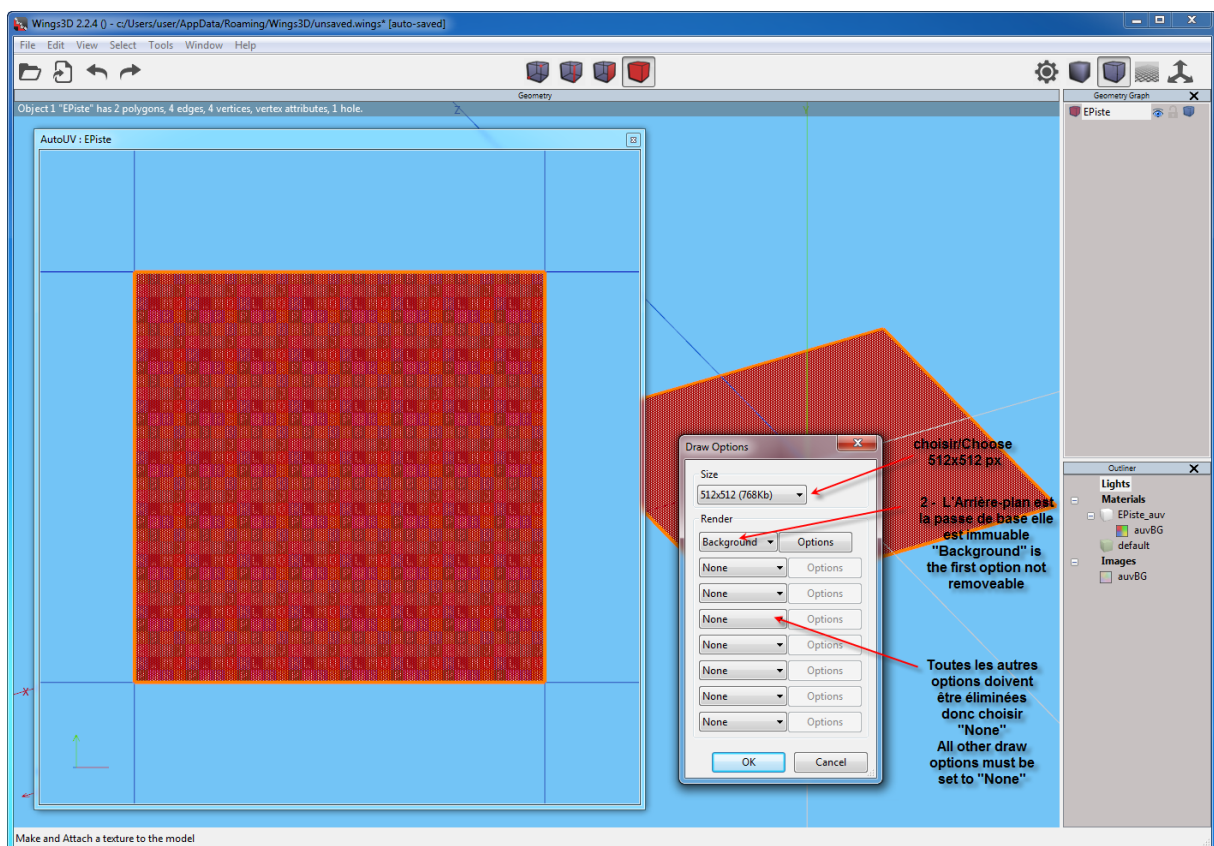 Wings3D 2.2.4 () - c:/Users/user/AppData/Roaming/Wings3D/unsaved.wings* [auto-saved]
File Edit View Select Tools Window Help
Geometry
Object 1 "EPiste" has 2 polygons, 4 edges, 4 vertices, vertex attributes, 1 hole.
Z
Y
AutoUV : EPiste
X
Draw Options
Size
512x512 (768Kb)
Render
Background Options
None Options
None Options
None Options
None Options
None Options
None Options
None Options
OK Cancel
choisir/Choose
512x512 px
2 - L'Arrière-plan est
la passe de base elle
est immuable
"Background" is
the first option not
removeable
Toutes les autres
options doivent
être éliminées
donc choisir
"None"
All other draw
options must be
set to "None"
Geometry Graph
EPiste
Outliner
Lights
Materials
EPiste_auv
auvBG
default
Images
auvBG
Make and Attach a texture to the model